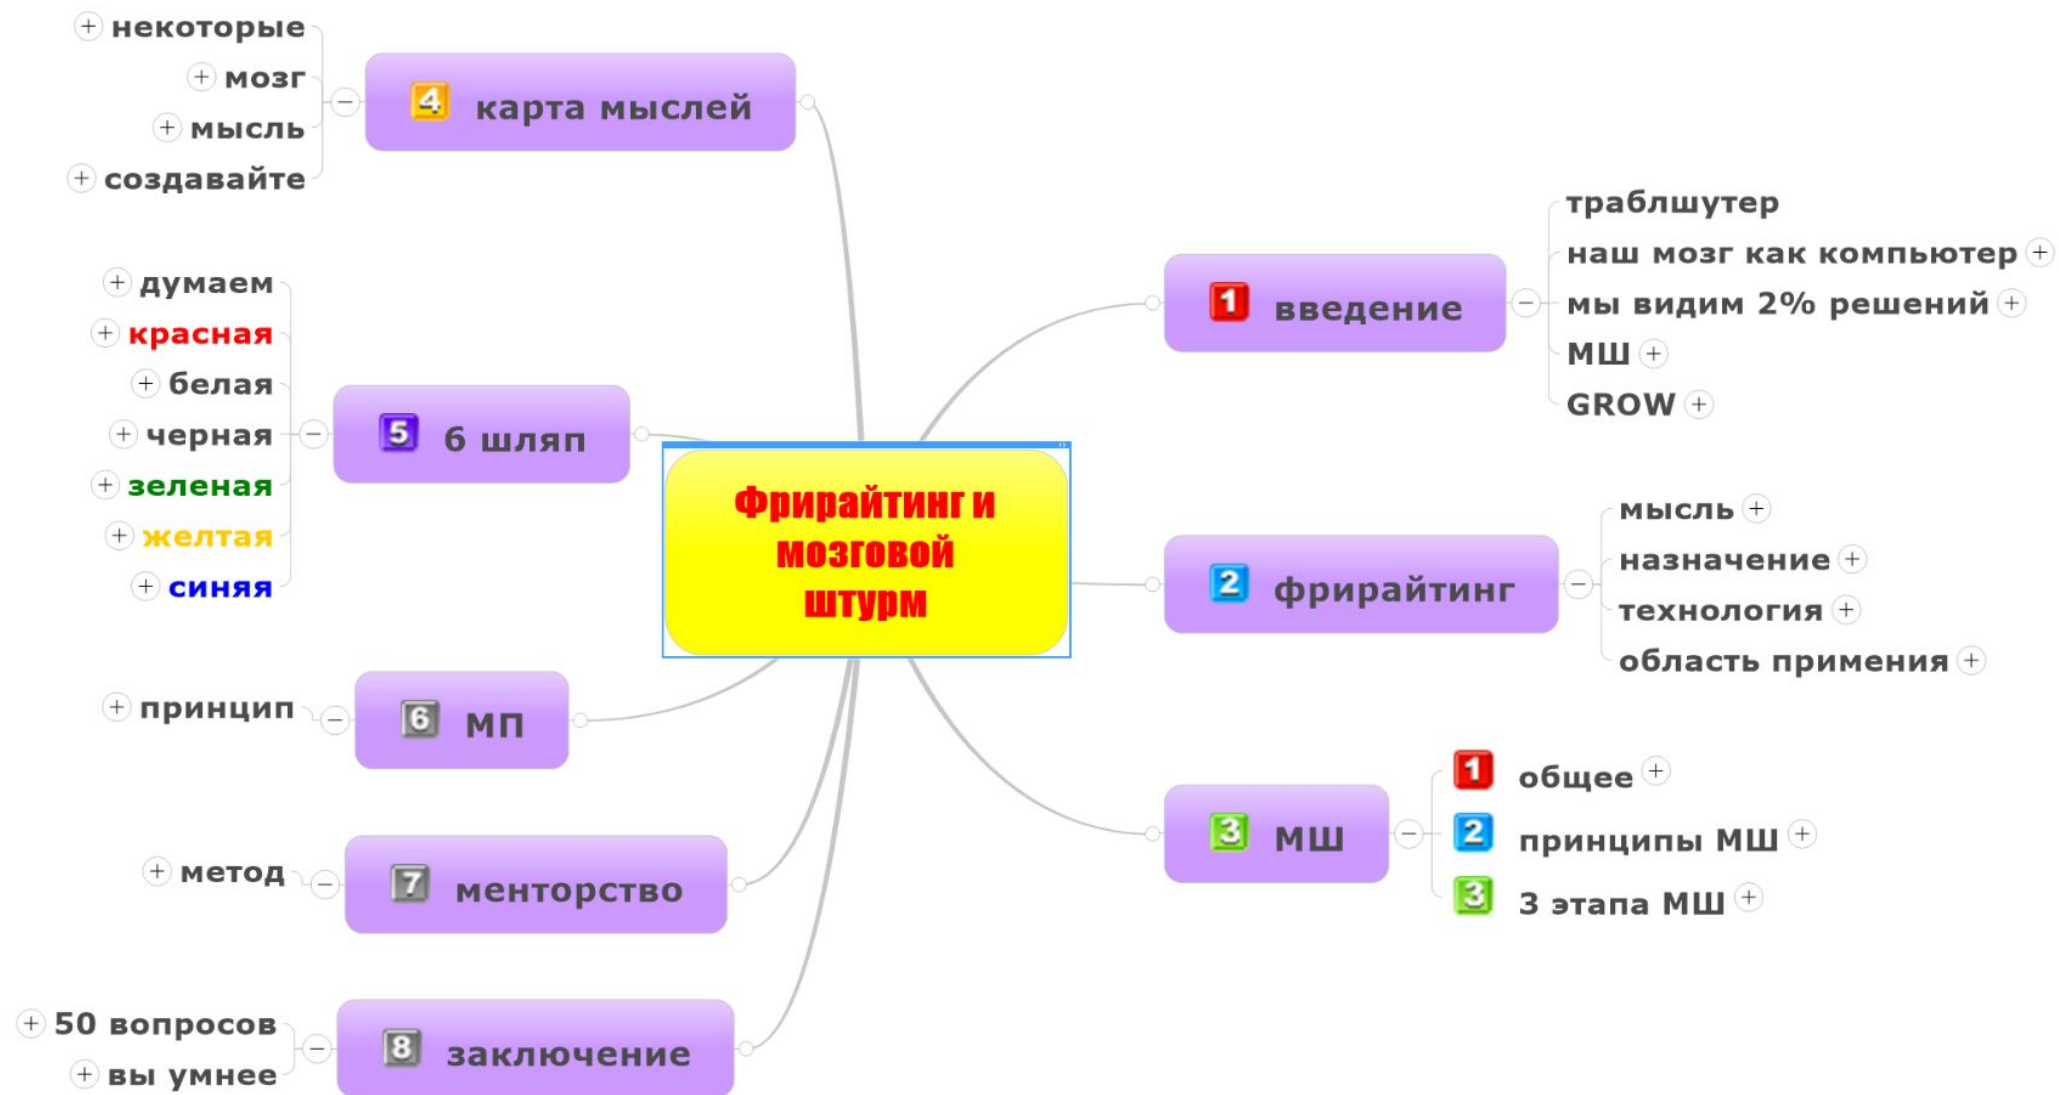 Фрирайтинг и
мозговой
штурм
1 введение
траблшутер
наш мозг как компьютер
мы видим 2% решений
МШ
GROW
2 фрирайтинг
мысль
назначение
технология
область примения
3 МШ
1 общее
2 принципы МШ
3 3 этапа МШ
4 карта мыслей
некоторые
мозг
мысль
создавайте
5 6 шляп
думаем
красная
белая
черная
зеленая
желтая
синяя
6 МП
принцип
7 менторство
метод
8 заключение
50 вопросов
вы умнее